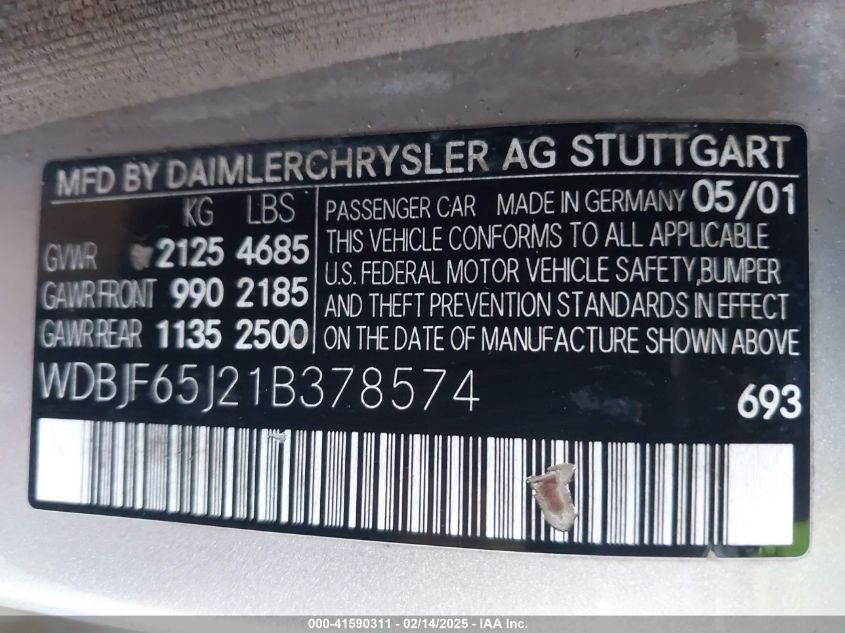 MFD BY DAIMLERCHRYSLER AG STUTTGART
KG LBS
GVWR 2125 4685
GAWR FRONT 990 2185
GAWR REAR 1135 2500
PASSENGER CAR MADE IN GERMANY 05/01
THIS VEHICLE CONFORMS TO ALL APPLICABLE
U.S. FEDERAL MOTOR VEHICLE SAFETY,BUMPER
AND THEFT PREVENTION STANDARDS IN EFFECT
ON THE DATE OF MANUFACTURE SHOWN ABOVE
WDBJF65J21B378574
693
000-41590311 - 02/14/2025 - IAA Inc.